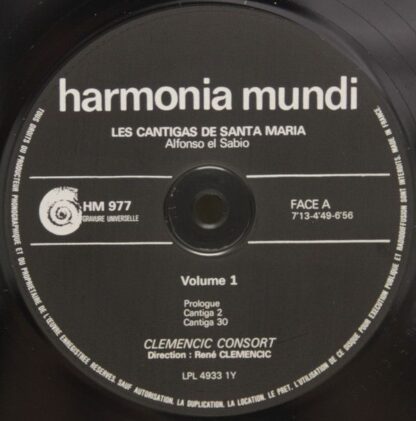 harmonia mundi
LES CANTIGAS DE SANTA MARIA
Alfonso el Sabio
HM 977
GRAVURE UNIVERSELLE
FACE A
7'13-4'49-6'56
Volume 1
Prologue
Cantiga 2
Cantiga 30
CLEMENCIC CONSORT
Direction : René CLEMENCIC
LPL 4933 1Y
TOUS DROITS DU PRODUCTEUR PHONOGRAPHIQUE ET DU PROPRIETAIRE DE L'ŒUVRE ENREGISTREE RESERVES. SAUF AUTORISATION, LA DUPLICATION, LA LOCATION, LE PRET, L'UTILISATION DE CE DISQUE POUR EXECUTION PUBLIQUE ET RADIODIFFUSION SONT INTERDITS. MADE IN FRANCE.